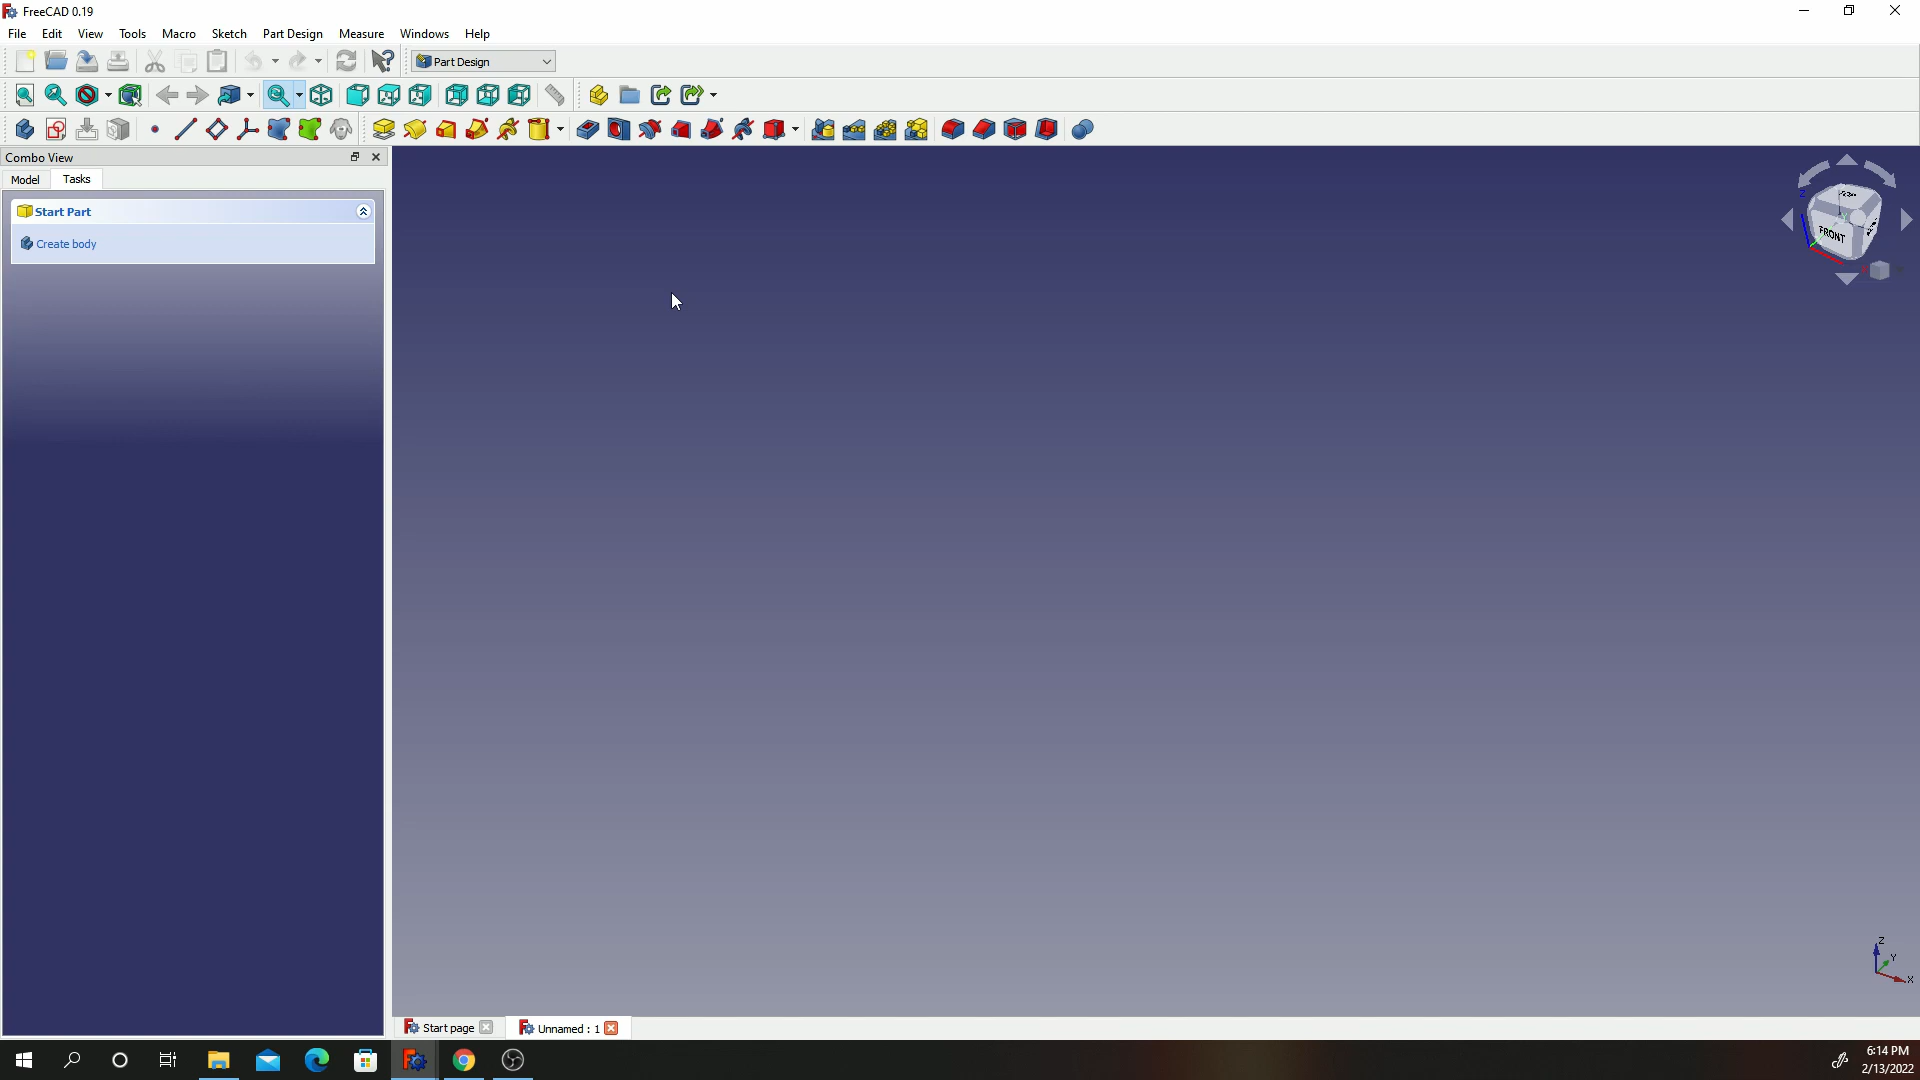 FreeCAD 0.19
File Edit View Tools Macro Sketch Part Design Measure Windows Help
Part Design
Combo View
Model Tasks
Start Part
Create body
FRONT
Z
Z
Y
X
Start page Unnamed : 1
6:14 PM
2/13/2022